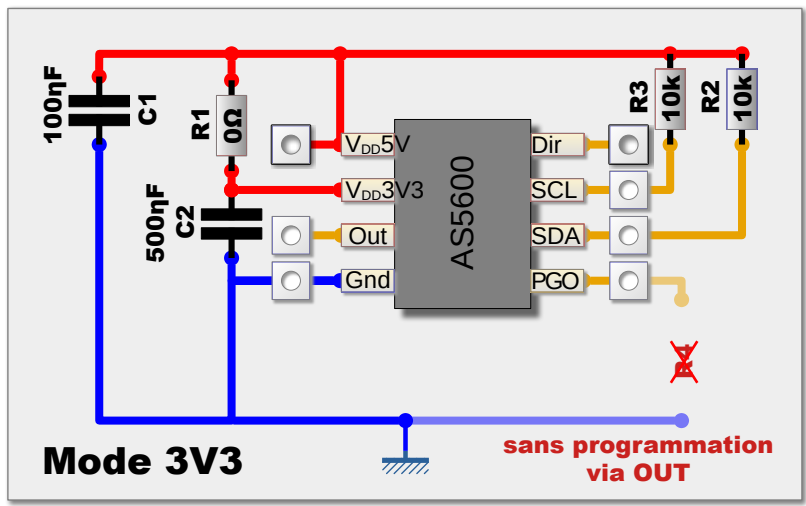 100ηF
C1
R1
0Ω
500ηF
C2
VDD5V
VDD3V3
Out
Gnd
AS5600
Dir
SCL
SDA
PGO
R3
10k
R2
10k
R4
Mode 3V3
sans programmation
via OUT